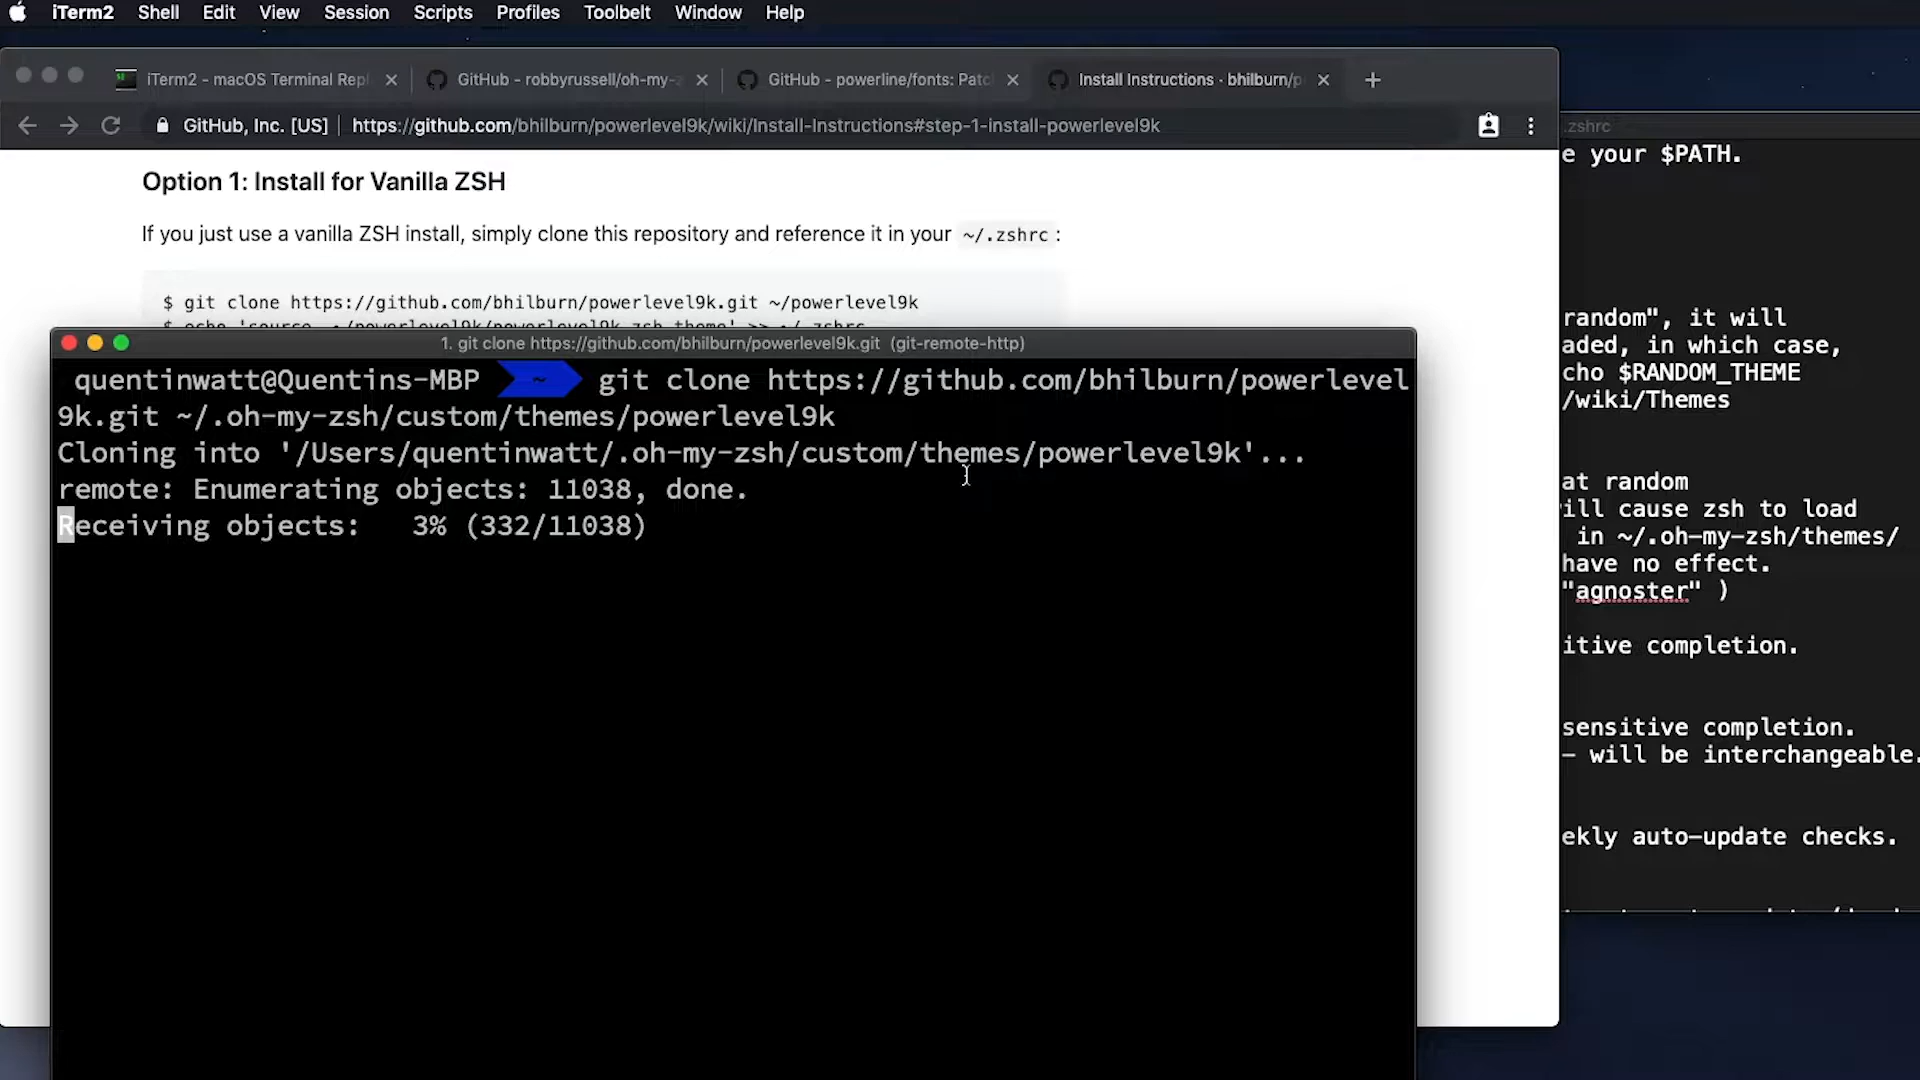 iTerm2 Shell Edit View Session Scripts Profiles Toolbelt Window Help
iTerm2 - macOS Terminal Repl
GitHub - robbyrussell/oh-my-z
GitHub - powerline/fonts: Patc
Install Instructions · bhilburn/p
GitHub, Inc. [US] | https://github.com/bhilburn/powerlevel9k/wiki/Install-Instructions#step-1-install-powerlevel9k
Option 1: Install for Vanilla ZSH
If you just use a vanilla ZSH install, simply clone this repository and reference it in your ~/.zshrc :
$ git clone https://github.com/bhilburn/powerlevel9k.git ~/powerlevel9k
$ echo 'source ~/powerlevel9k/powerlevel9k.zsh-theme' >> ~/.zshrc
1. git clone https://github.com/bhilburn/powerlevel9k.git (git-remote-http)
quentinwatt@Quentins-MBP ~ git clone https://github.com/bhilburn/powerlevel
9k.git ~/.oh-my-zsh/custom/themes/powerlevel9k
Cloning into '/Users/quentinwatt/.oh-my-zsh/custom/themes/powerlevel9k'...
remote: Enumerating objects: 11038, done.
Receiving objects:   3% (332/11038)
.zshrc
e your $PATH.
random", it will
aded, in which case,
cho $RANDOM_THEME
/wiki/Themes
at random
ill cause zsh to load
in ~/.oh-my-zsh/themes/
have no effect.
"agnoster" )
itive completion.
sensitive completion.
- will be interchangeable.
ekly auto-update checks.